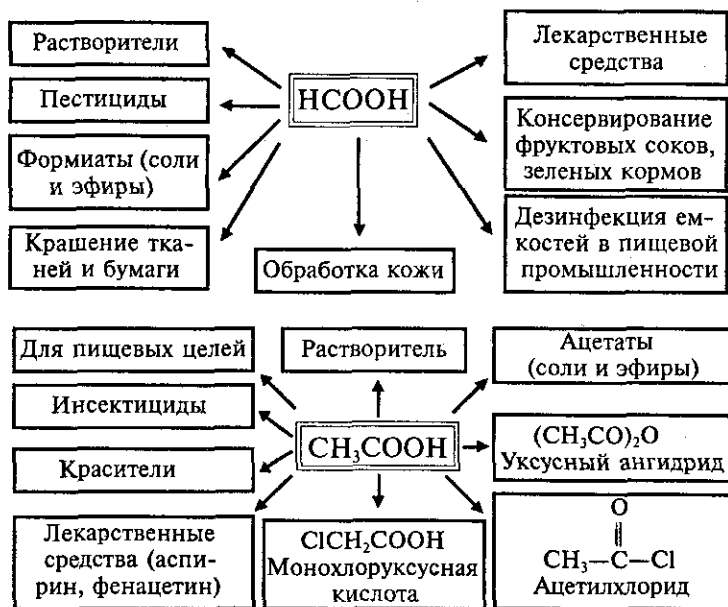 Растворители
Пестициды
Формиаты (соли
и эфиры)
Крашение тка-
ней и бумаги
HCOOH
Обработка кожи
Лекарственные
средства
Консервирование
фруктовых соков,
зеленых кормов
Дезинфекция ем-
костей в пищевой
промышленности
Для пищевых целей
Инсектициды
Красители
Лекарственные
средства (аспи-
рин, фенацетин)
Растворитель
CH₃COOH
ClCH₂COOH
Монохлоруксусная
кислота
Ацетаты
(соли и эфиры)
(CH₃CO)₂O
Уксусный ангидрид
O
||
CH₃—C—Cl
Ацетилхлорид